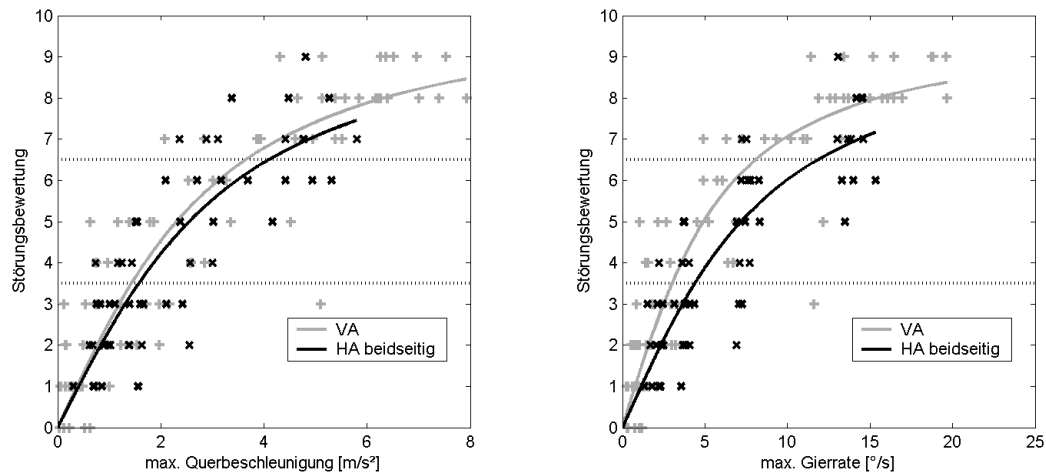 10
9
8
7
6
5
4
3
2
1
0
Störungsbewertung
0 2 4 6 8
max. Querbeschleunigung [m/s²]
VA
HA beidseitig
10
9
8
7
6
5
4
3
2
1
0
Störungsbewertung
0 5 10 15 20 25
max. Gierrate [°/s]
VA
HA beidseitig